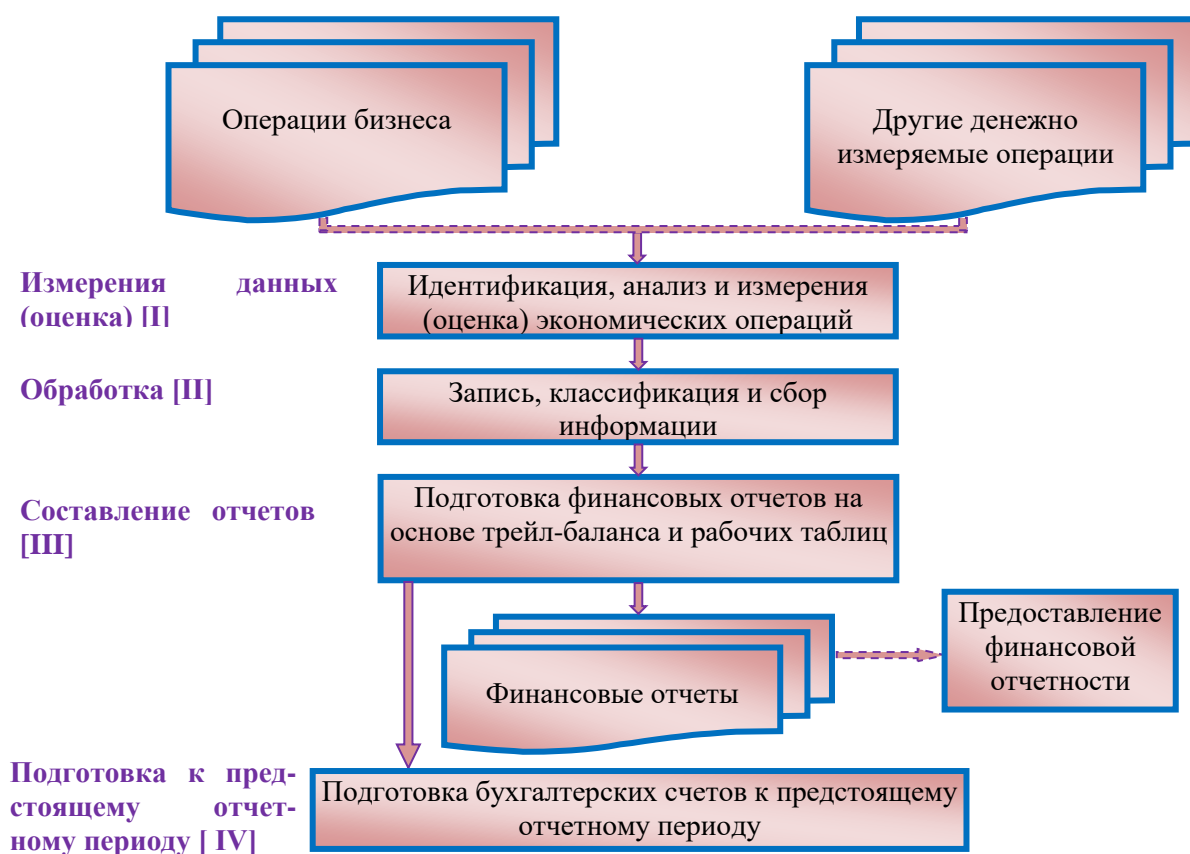 Операции бизнеса
Другие денежно
измеряемые операции
Измерения данных
(оценка) [I]
Идентификация, анализ и измерения
(оценка) экономических операций
Обработка [II]
Запись, классификация и сбор
информации
Составление отчетов
[III]
Подготовка финансовых отчетов на
основе трейл-баланса и рабочих таблиц
Финансовые отчеты
Предоставление
финансовой
отчетности
Подготовка к пред-
стоящему отчет-
ному периоду [ IV]
Подготовка бухгалтерских счетов к предстоящему
отчетному периоду